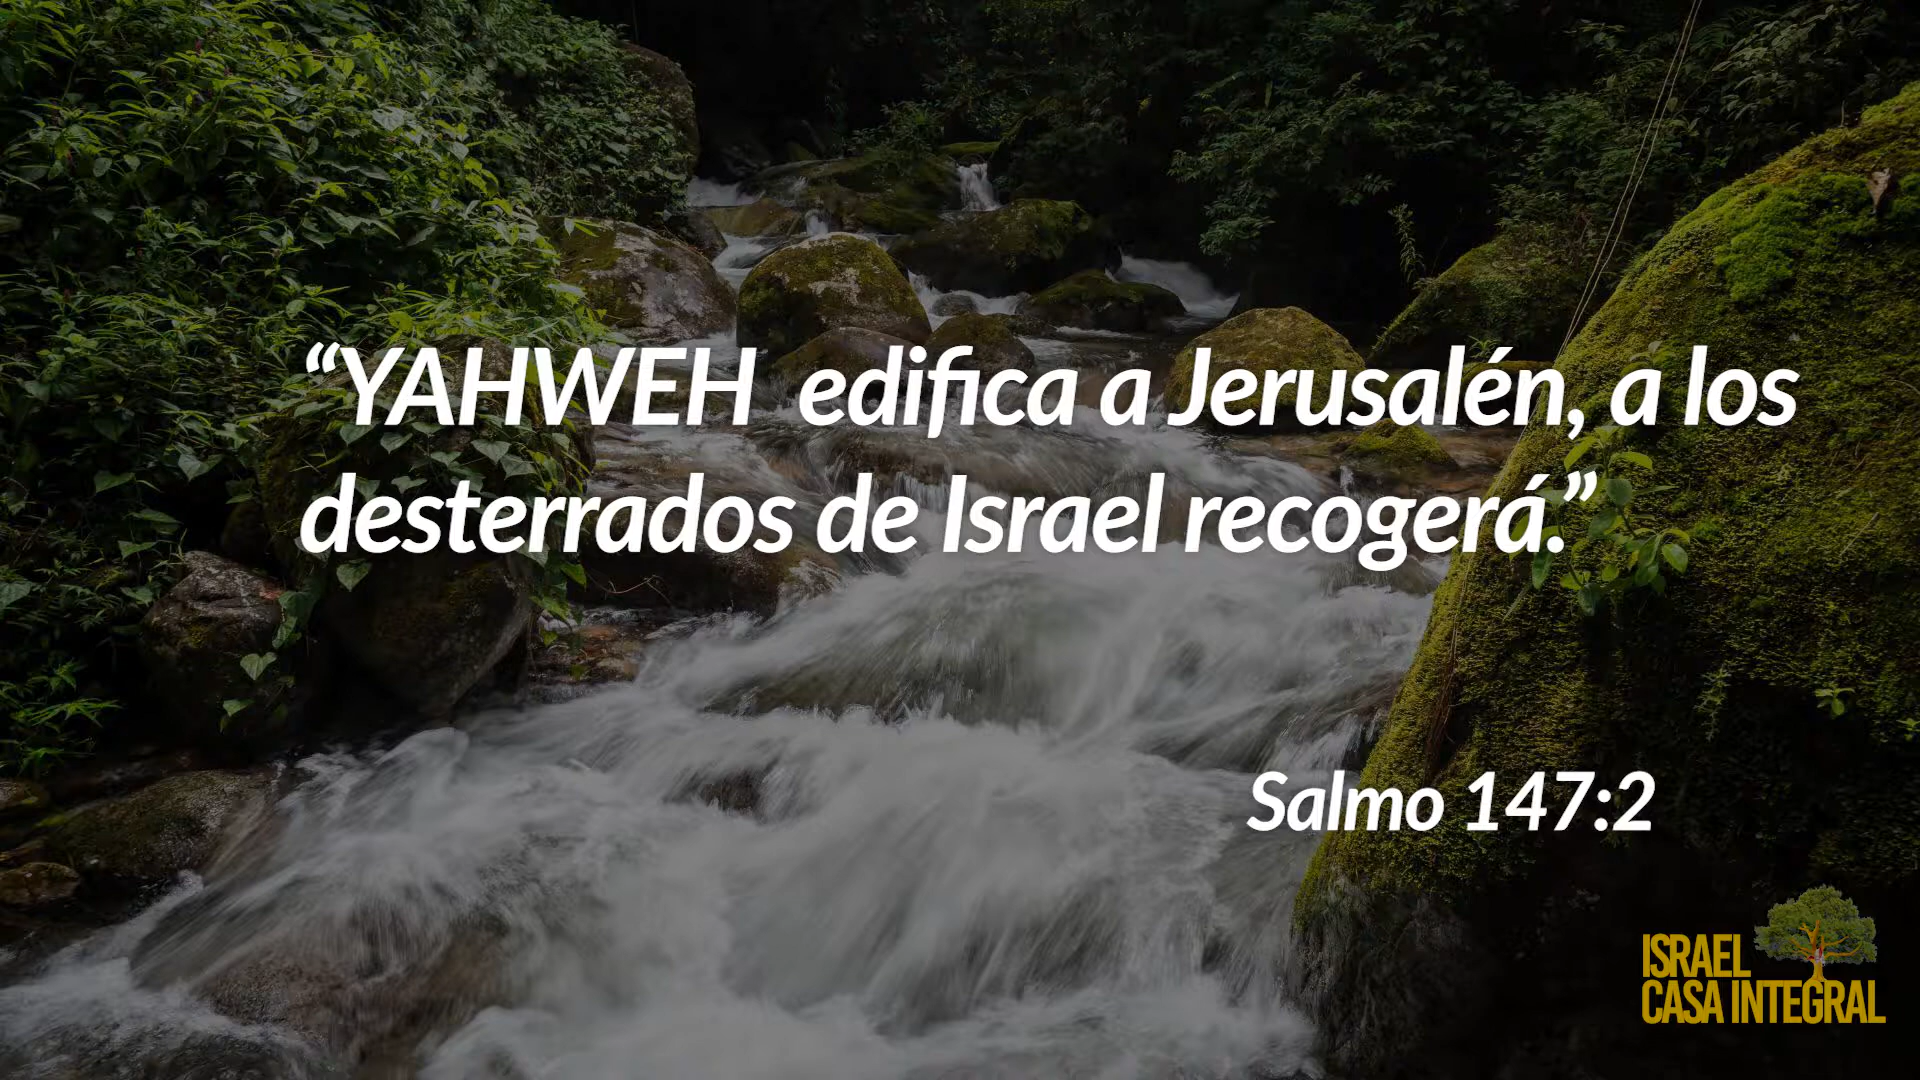 “YAHWEH  edifica a Jerusalén, a los
desterrados de Israel recogerá.”
Salmo 147:2
ISRAEL
CASA INTEGRAL